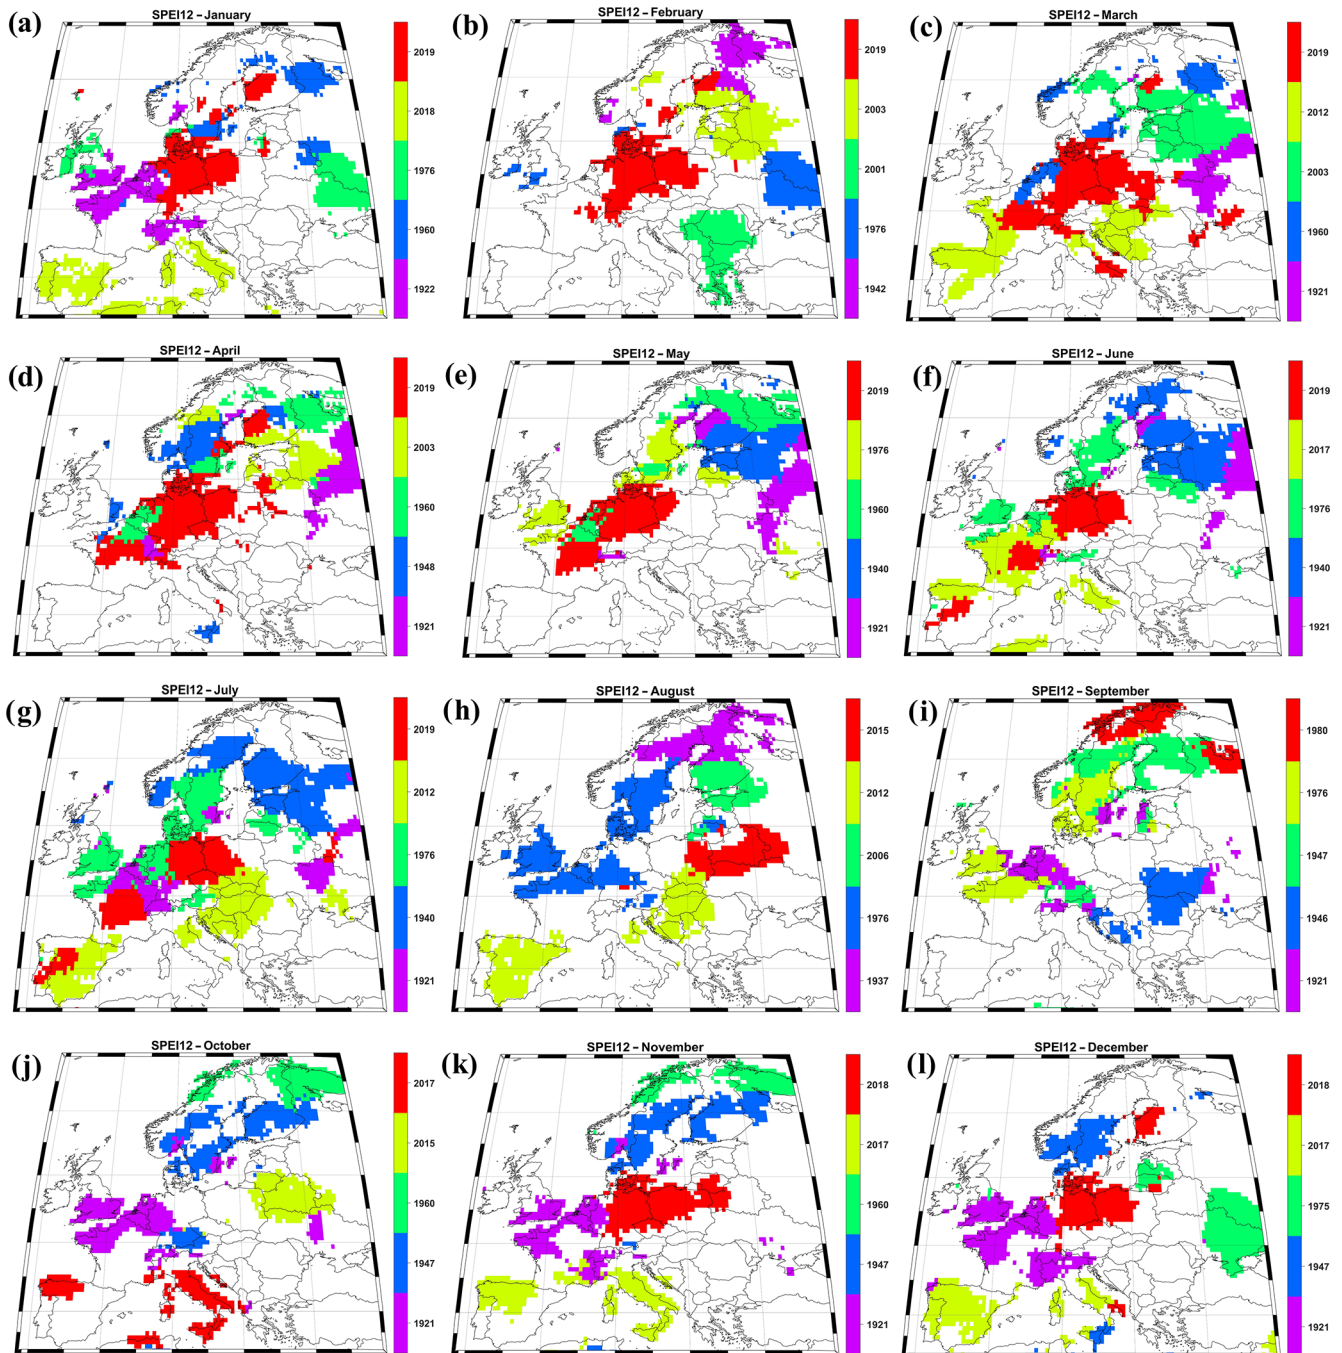 (a)
SPEI12 – January
2019
2018
1976
1960
1922
(b)
SPEI12 – February
2019
2003
2001
1976
1942
(c)
SPEI12 – March
2019
2012
2003
1960
1921
(d)
SPEI12 – April
2019
2003
1960
1948
1921
(e)
SPEI12 – May
2019
1976
1960
1940
1921
(f)
SPEI12 – June
2019
2017
1976
1940
1921
(g)
SPEI12 – July
2019
2012
1976
1940
1921
(h)
SPEI12 – August
2015
2012
2006
1976
1937
(i)
SPEI12 – September
1980
1976
1947
1946
1921
(j)
SPEI12 – October
2017
2015
1960
1947
1921
(k)
SPEI12 – November
2018
2017
1960
1947
1921
(l)
SPEI12 – December
2018
2017
1975
1947
1921